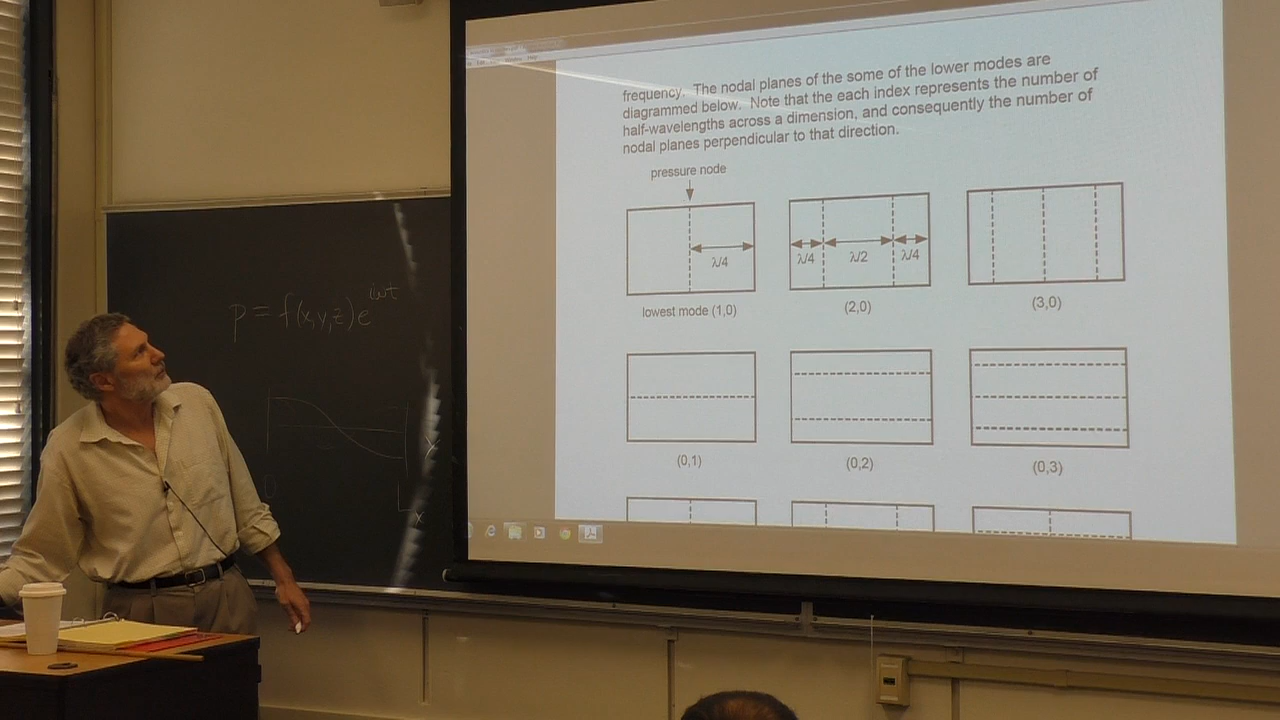 frequency. The nodal planes of the some of the lower modes are
diagrammed below. Note that the each index represents the number of
half-wavelengths across a dimension, and consequently the number of
nodal planes perpendicular to that direction.
pressure node
λ/4
λ/4 λ/2 λ/4
lowest mode (1,0) (2,0) (3,0)
(0,1) (0,2) (0,3)
p = f(x,y,z)e^iωt
0 L
x